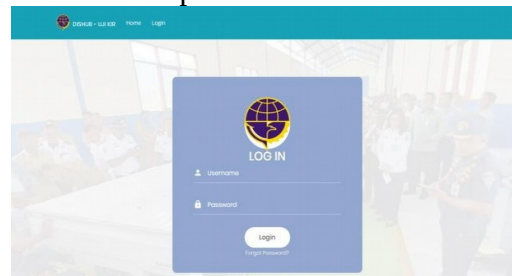 DISHUB - UJI KIR Home Login
LOG IN
Username
Password
Login
Forgot Password?